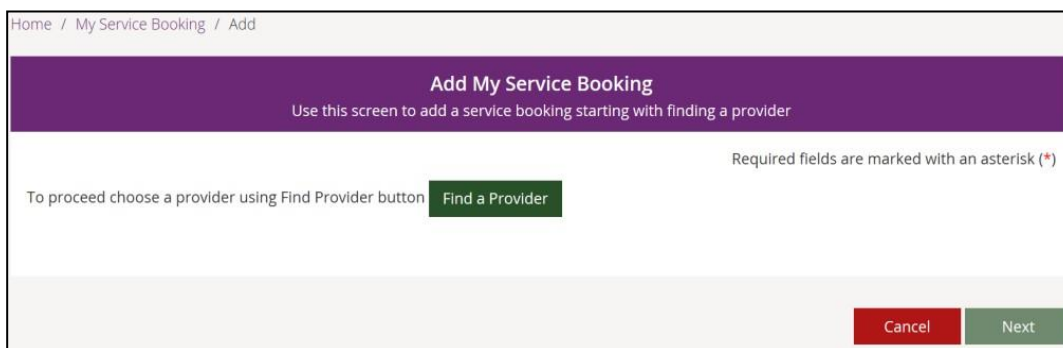 Home / My Service Booking / Add
Add My Service Booking
Use this screen to add a service booking starting with finding a provider
Required fields are marked with an asterisk (*)
To proceed choose a provider using Find Provider button Find a Provider
Cancel Next